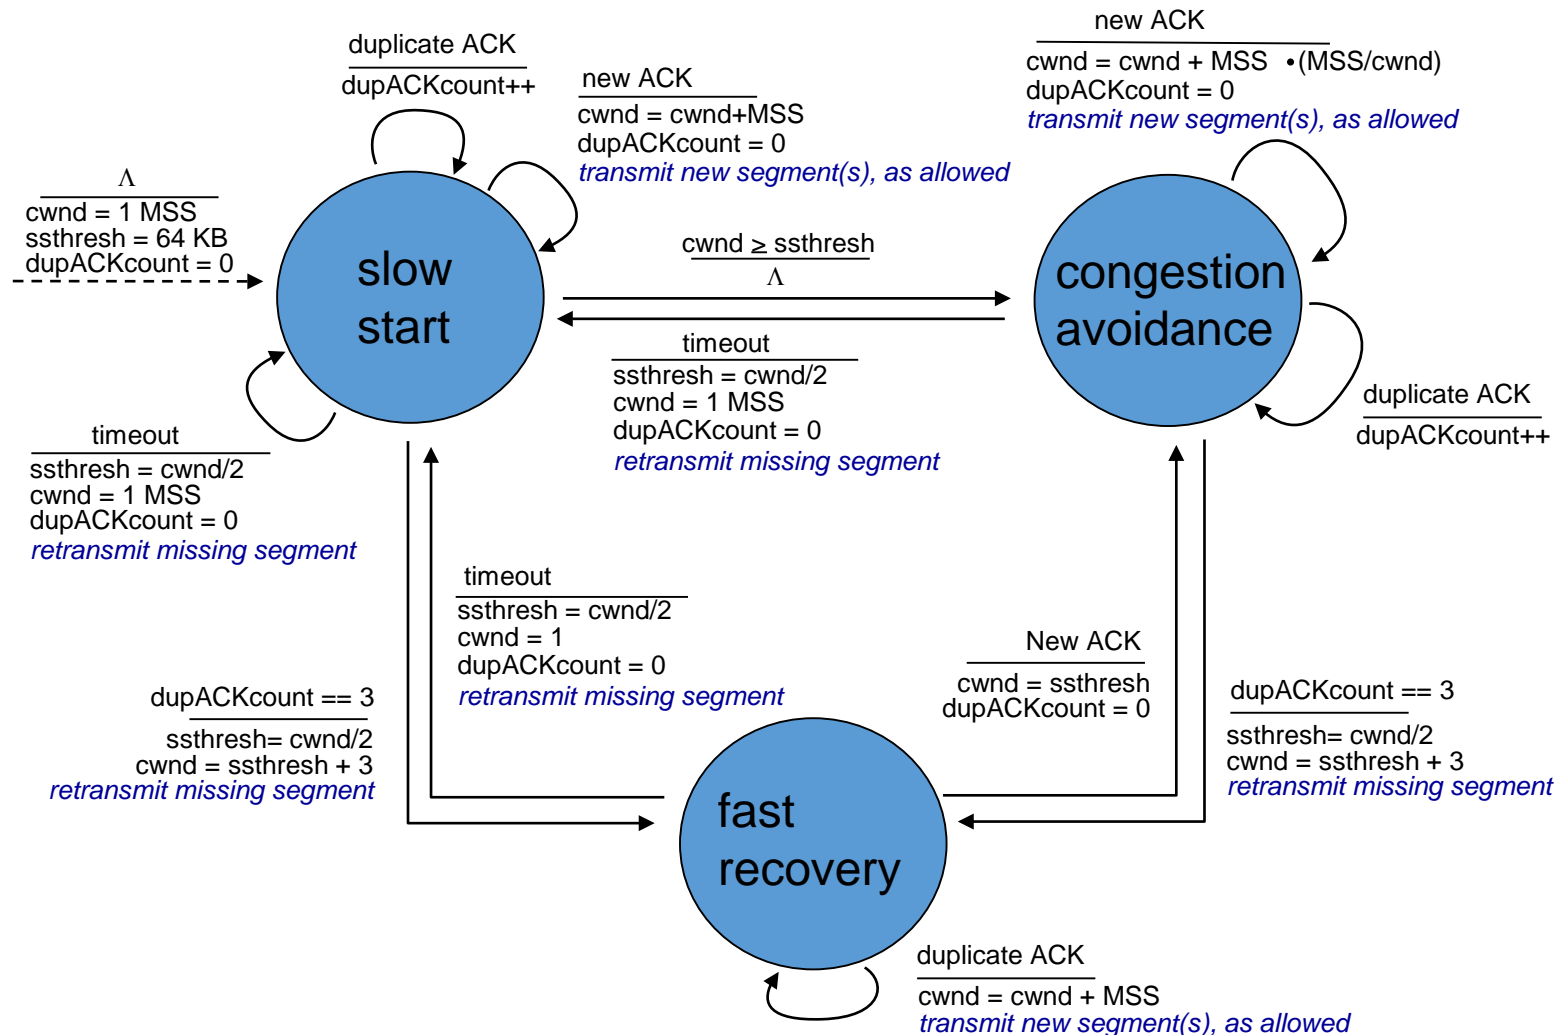 duplicate ACK
dupACKcount++
new ACK
cwnd = cwnd+MSS
dupACKcount = 0
transmit new segment(s), as allowed
new ACK
cwnd = cwnd + MSS •(MSS/cwnd)
dupACKcount = 0
transmit new segment(s), as allowed
Λ
cwnd = 1 MSS
ssthresh = 64 KB
dupACKcount = 0
slow
start
cwnd ≥ ssthresh
Λ
congestion
avoidance
timeout
ssthresh = cwnd/2
cwnd = 1 MSS
dupACKcount = 0
retransmit missing segment
duplicate ACK
dupACKcount++
timeout
ssthresh = cwnd/2
cwnd = 1 MSS
dupACKcount = 0
retransmit missing segment
timeout
ssthresh = cwnd/2
cwnd = 1
dupACKcount = 0
retransmit missing segment
New ACK
cwnd = ssthresh
dupACKcount = 0
dupACKcount == 3
ssthresh= cwnd/2
cwnd = ssthresh + 3
retransmit missing segment
dupACKcount == 3
ssthresh= cwnd/2
cwnd = ssthresh + 3
retransmit missing segment
fast
recovery
duplicate ACK
cwnd = cwnd + MSS
transmit new segment(s), as allowed